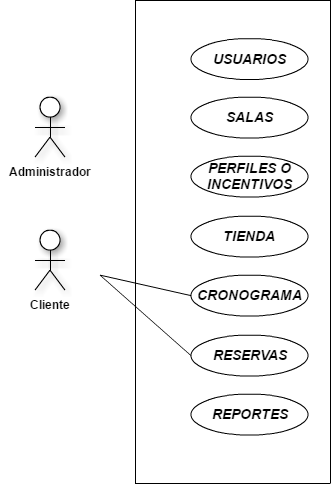 USUARIOS
SALAS
Administrador
PERFILES O
INCENTIVOS
TIENDA
Cliente
CRONOGRAMA
RESERVAS
REPORTES